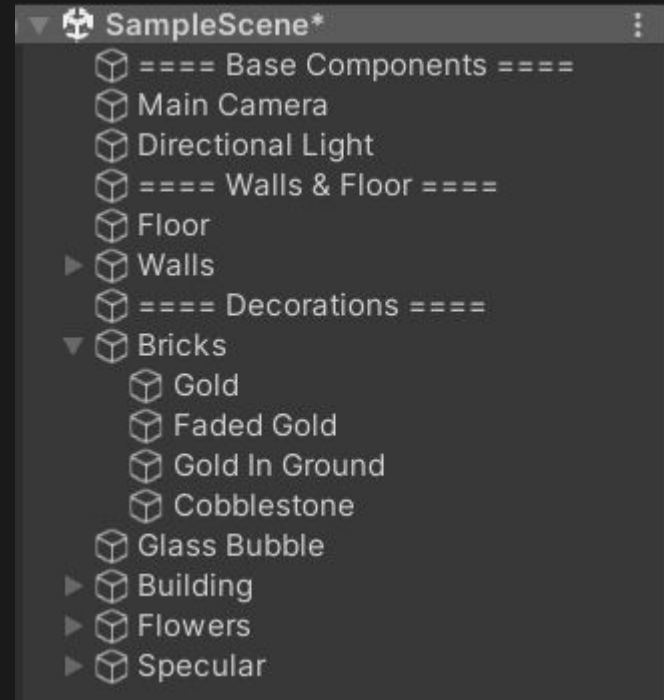 SampleScene*
==== Base Components ====
Main Camera
Directional Light
==== Walls & Floor ====
Floor
Walls
==== Decorations ====
Bricks
Gold
Faded Gold
Gold In Ground
Cobblestone
Glass Bubble
Building
Flowers
Specular